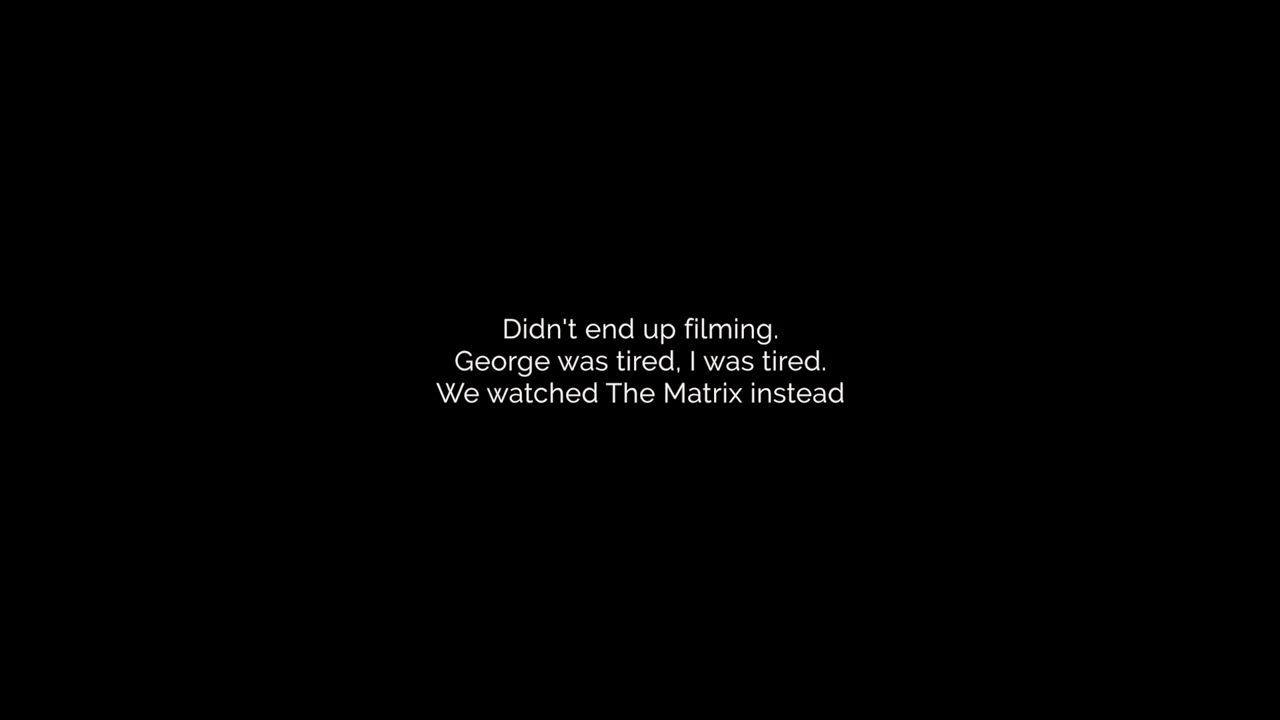 Didn't end up filming.
George was tired, I was tired.
We watched The Matrix instead